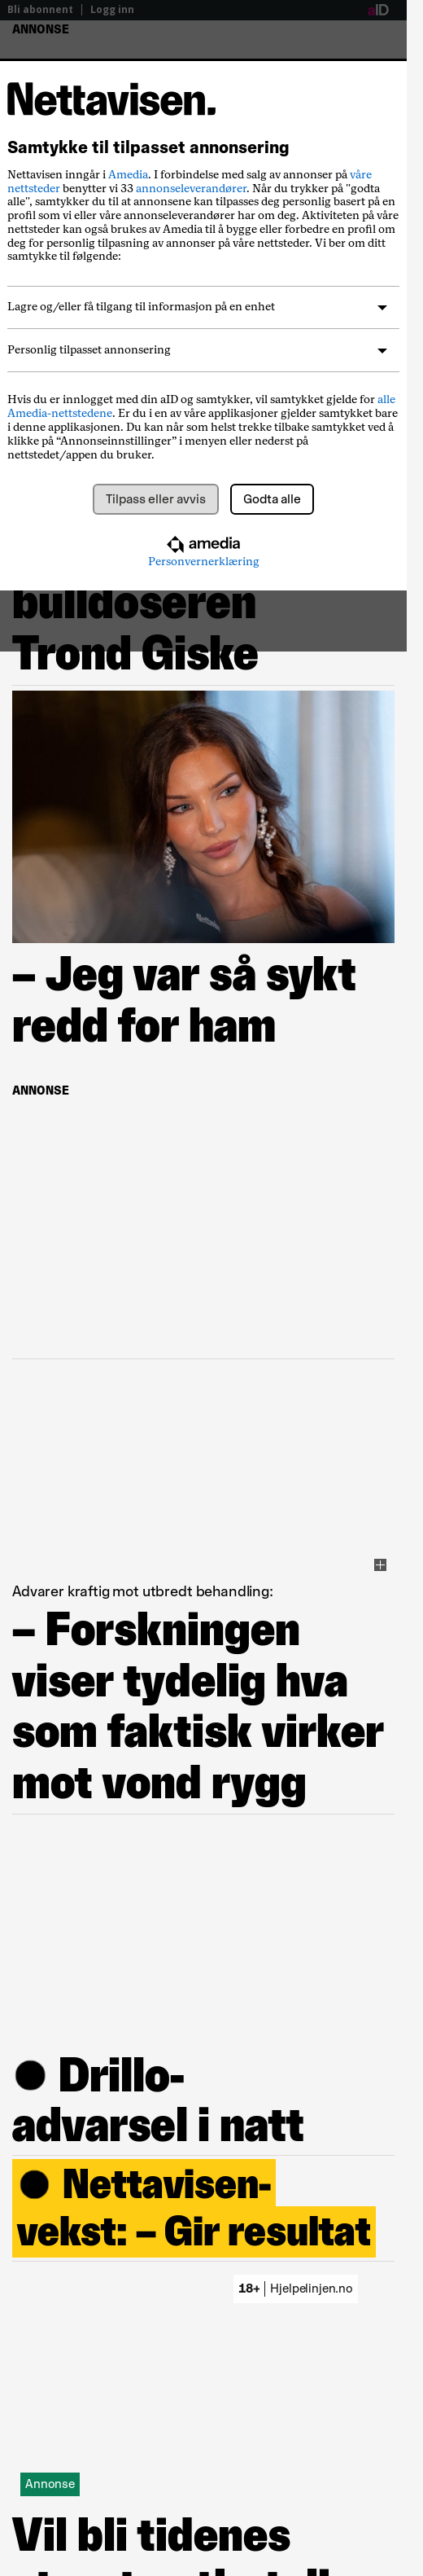 Bli abonnent | Logg inn aID
ANNONSE
Nettavisen.
Samtykke til tilpasset annonsering
Nettavisen inngår i Amedia. I forbindelse med salg av annonser på våre
nettsteder benytter vi 33 annonseleverandører. Når du trykker på "godta
alle", samtykker du til at annonsene kan tilpasses deg personlig basert på en
profil som vi eller våre annonseleverandører har om deg. Aktiviteten på våre
nettsteder kan også brukes av Amedia til å bygge eller forbedre en profil om
deg for personlig tilpasning av annonser på våre nettsteder. Vi ber om ditt
samtykke til følgende:
Lagre og/eller få tilgang til informasjon på en enhet
Personlig tilpasset annonsering
Hvis du er innlogget med din aID og samtykker, vil samtykket gjelde for alle
Amedia-nettstedene. Er du i en av våre applikasjoner gjelder samtykket bare
i denne applikasjonen. Du kan når som helst trekke tilbake samtykket ved å
klikke på “Annonseinnstillinger” i menyen eller nederst på
nettstedet/appen du bruker.
Tilpass eller avvis Godta alle
amedia
Personvernerklæring
bulldoseren
Trond Giske
– Jeg var så sykt
redd for ham
ANNONSE
Advarer kraftig mot utbredt behandling:
– Forskningen
viser tydelig hva
som faktisk virker
mot vond rygg
● Drillo-
advarsel i natt
● Nettavisen-
vekst: – Gir resultat
18+ | Hjelpelinjen.no
Annonse
Vil bli tidenes